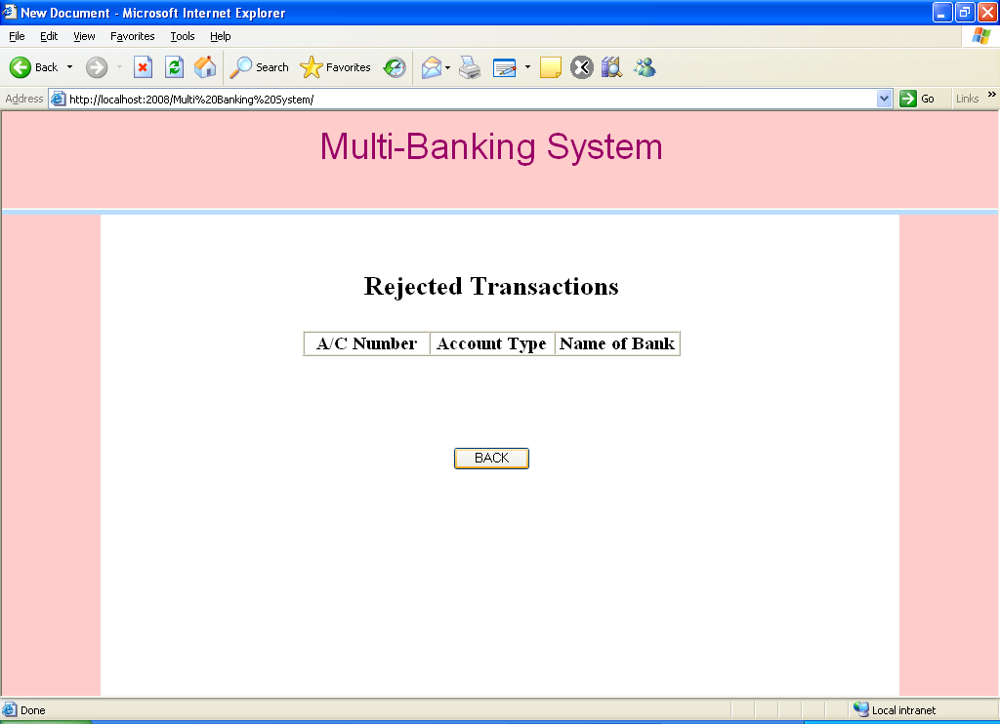 New Document - Microsoft Internet Explorer
File Edit View Favorites Tools Help
Back Search Favorites
Address http://localhost:2008/Multi%20Banking%20System/ Go Links »
Multi-Banking System
Rejected Transactions
A/C Number Account Type Name of Bank
BACK
Done Local intranet